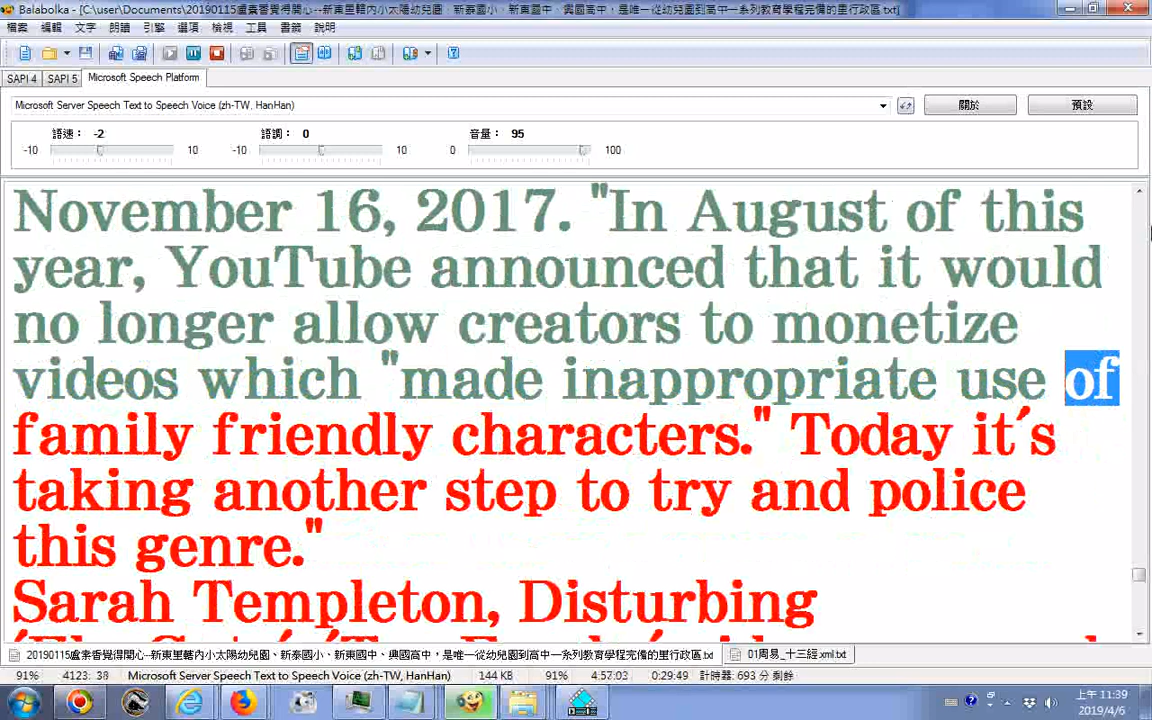 Balabolka - [C:\user\Documents\20190115盧素香覺得開心--新東里轄內小太陽幼兒園、新泰國小、新東國中、興國高中，是唯一從幼兒園到高中一系列教育學程完備的里行政區.txt]
檔案 編輯 文字 朗讀 引擎 選項 檢視 工具 書籤 說明
SAPI 4 SAPI 5 Microsoft Speech Platform
Microsoft Server Speech Text to Speech Voice (zh-TW, HanHan) 關於 預設
語速： -2 語調： 0 音量： 95
-10 10 -10 10 0 100
November 16, 2017. "In August of this
year, YouTube announced that it would
no longer allow creators to monetize
videos which "made inappropriate use of
family friendly characters." Today it´s
taking another step to try and police
this genre."
Sarah Templeton, Disturbing
20190115盧素香覺得開心--新東里轄內小太陽幼兒園、新泰國小、新東國中、興國高中，是唯一從幼兒園到高中一系列教育學程完備的里行政區.txt 01周易_十三經.xml.txt
91% 4123: 38 Microsoft Server Speech Text to Speech Voice (zh-TW, HanHan) 144 KB 91% 4:57:03 0:29:49 計時器: 693 分 剩餘
上午 11:39
2019/4/6